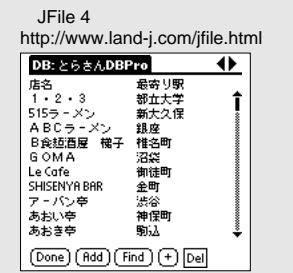 JFile 4
http://www.land-j.com/jfile.html
DB: とらさんDBPro
店名 最寄り駅
1・2・3 都立大学
515ラーメン 新大久保
ABCラーメン 銀座
B食麺酒屋 梯子 椎名町
GOMA 沼袋
Le Cafe 御徒町
SHISENYA BAR 金町
アーバン亭 渋谷
あおい亭 神保町
あおき亭 駒込
Done Add Find + Del